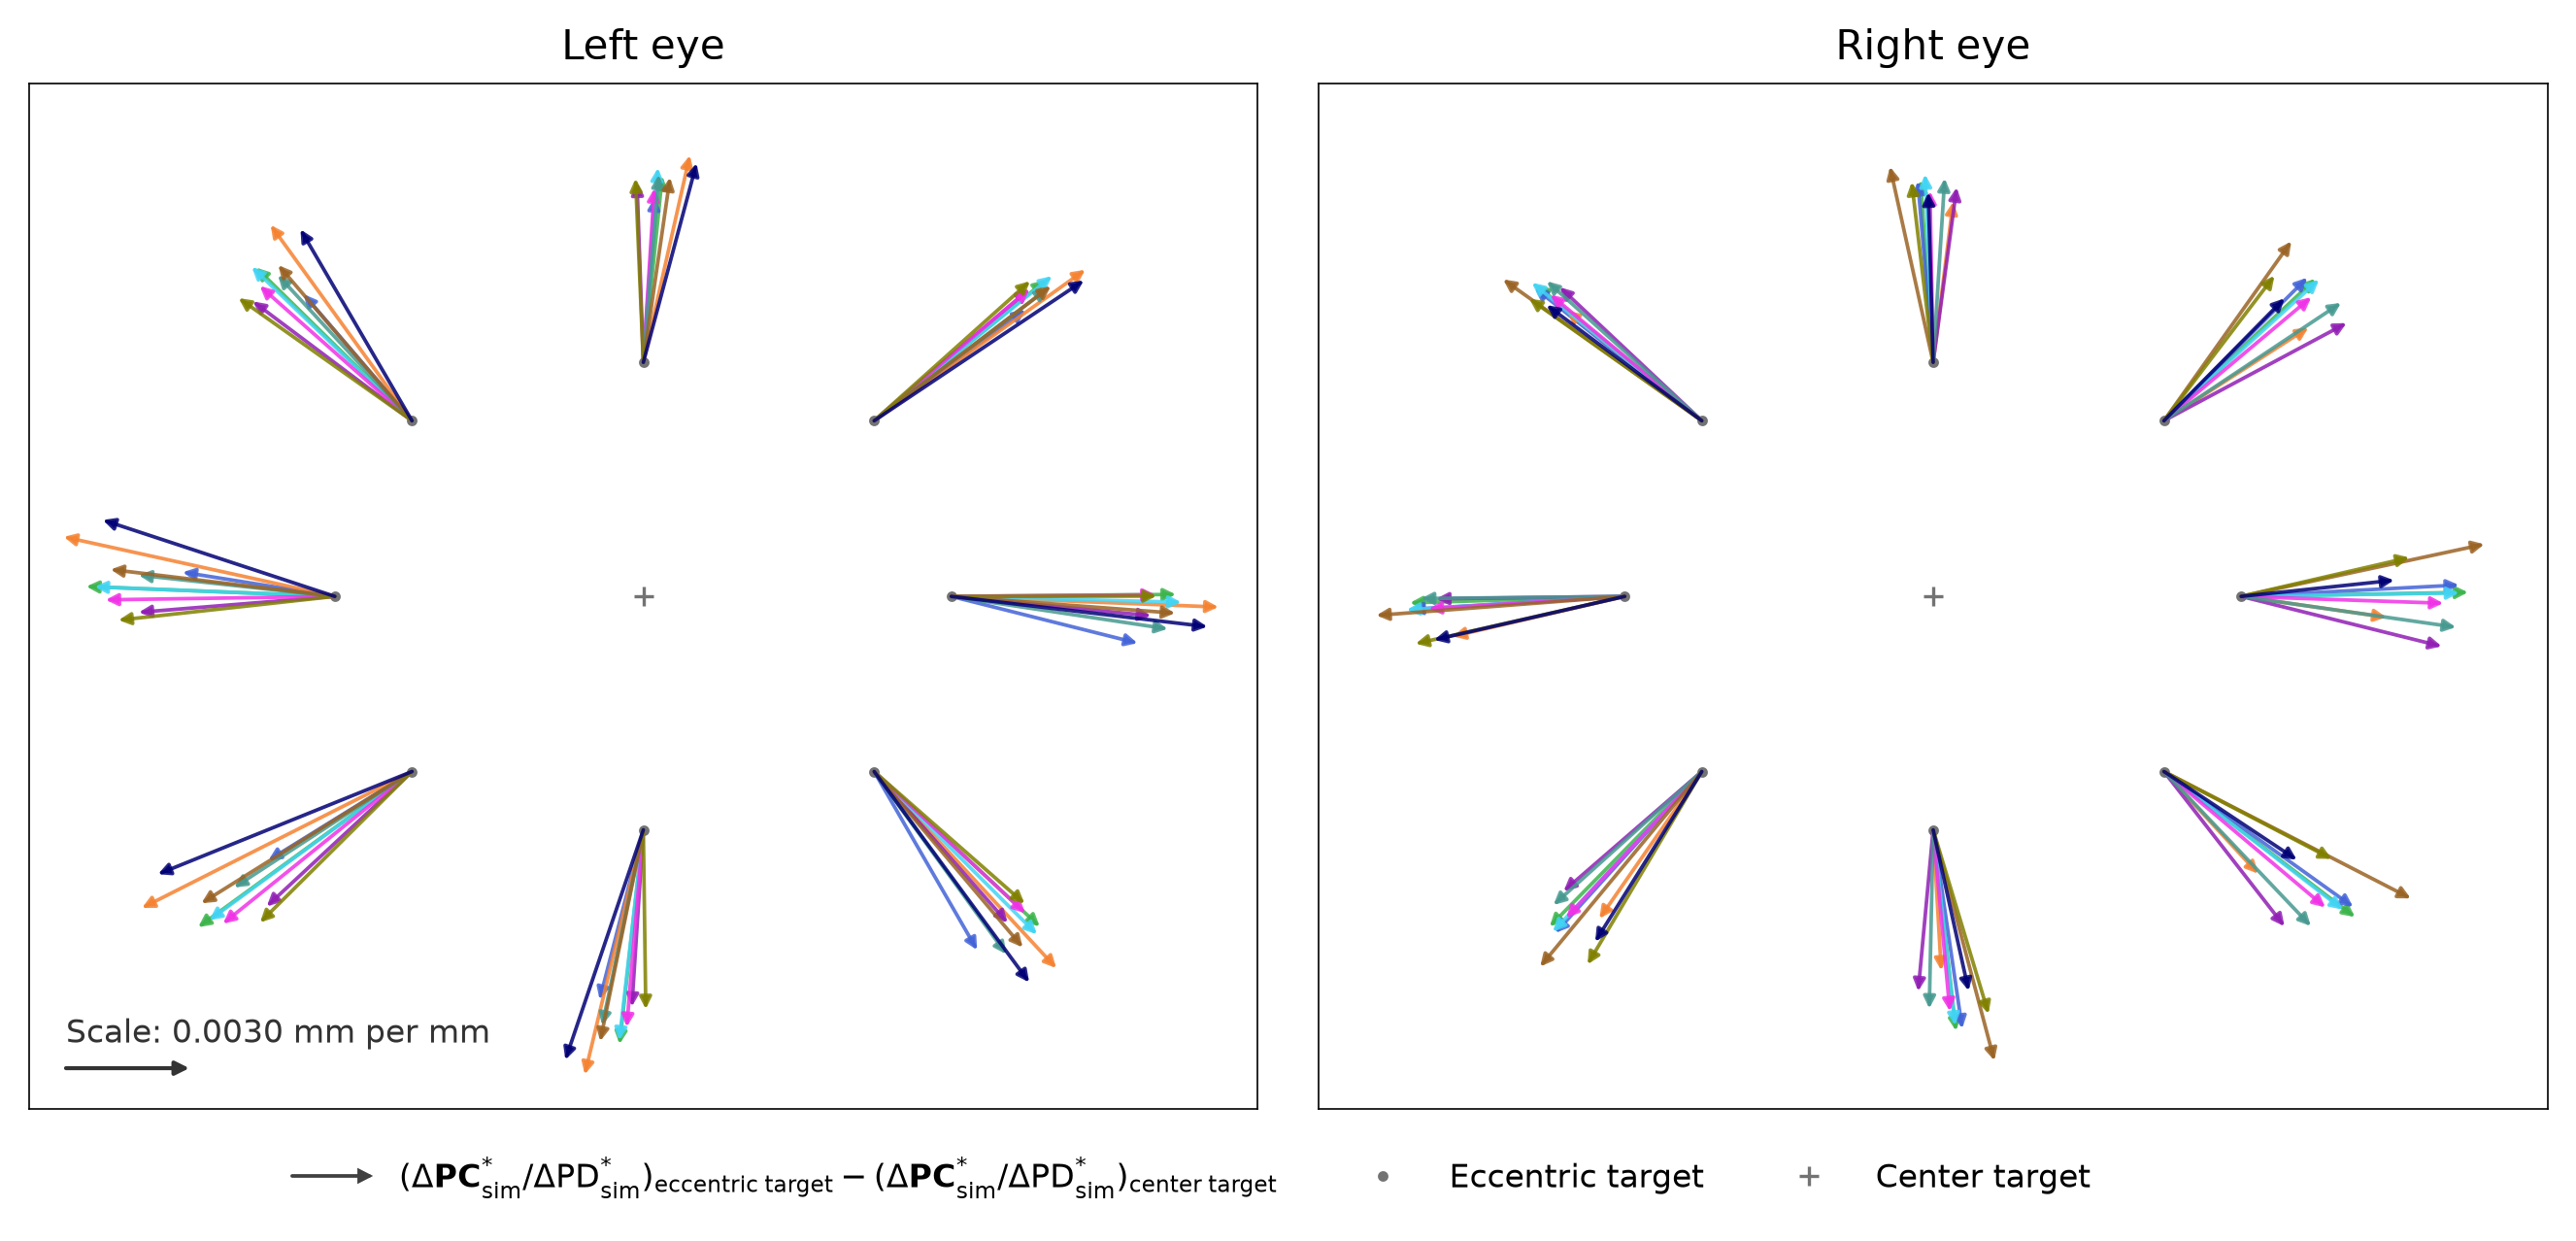 Left eye
Right eye
Scale: 0.0030 mm per mm
(Δ𝐏𝐂*sim/ΔPD*sim)eccentric target − (Δ𝐏𝐂*sim/ΔPD*sim)center target
Eccentric target
Center target